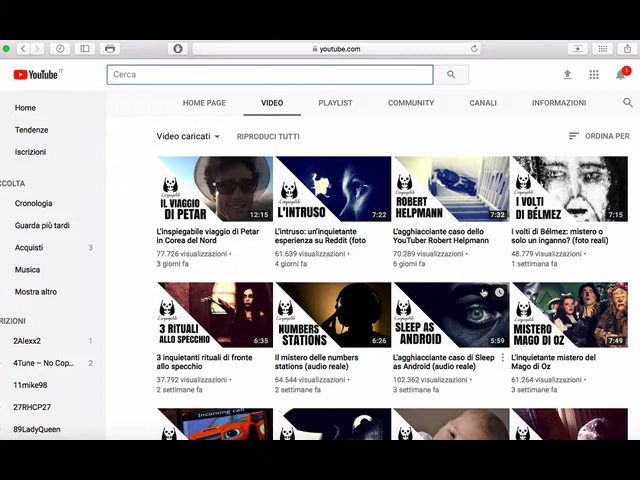 youtube.com
YouTube IT
Cerca
1
HOME PAGE VIDEO PLAYLIST COMMUNITY CANALI INFORMAZIONI
Home
Tendenze
Iscrizioni
CCOLTA
Cronologia
Guarda più tardi
Acquisti 3
Musica
Mostra altro
RIZIONI
2Alexx2 1
4Tune – No Cop... 2
11mike98
27RHCP27
89LadyQueen
Video caricati RIPRODUCI TUTTI ORDINA PER
IL VIAGGIO
DI PETAR
12:15
L'inspiegabile viaggio di Petar
in Corea del Nord
77.726 visualizzazioni •
3 giorni fa
L'INTRUSO
7:22
L'intruso: un'inquietante
esperienza su Reddit (foto
61.639 visualizzazioni •
4 giorni fa
ROBERT
HELPMANN
7:32
L'agghiacciante caso dello
YouTuber Robert Helpmann
70.289 visualizzazioni •
6 giorni fa
I VOLTI
DI BÉLMEZ
7:15
I volti di Bélmez: mistero o
solo un inganno? (foto reali)
48.779 visualizzazioni •
1 settimana fa
3 RITUALI
ALLO SPECCHIO
6:35
3 inquietanti rituali di fronte
allo specchio
37.792 visualizzazioni •
2 settimane fa
NUMBERS
STATIONS
6:26
Il mistero delle numbers
stations (audio reale)
64.544 visualizzazioni •
2 settimane fa
SLEEP AS
ANDROID
5:59
L'agghiacciante caso di Sleep
as Android (audio reale)
102.362 visualizzazioni •
3 settimane fa
MISTERO
MAGO DI OZ
7:49
L'inquietante mistero del
Mago di Oz
61.264 visualizzazioni •
3 settimane fa
Incoming call